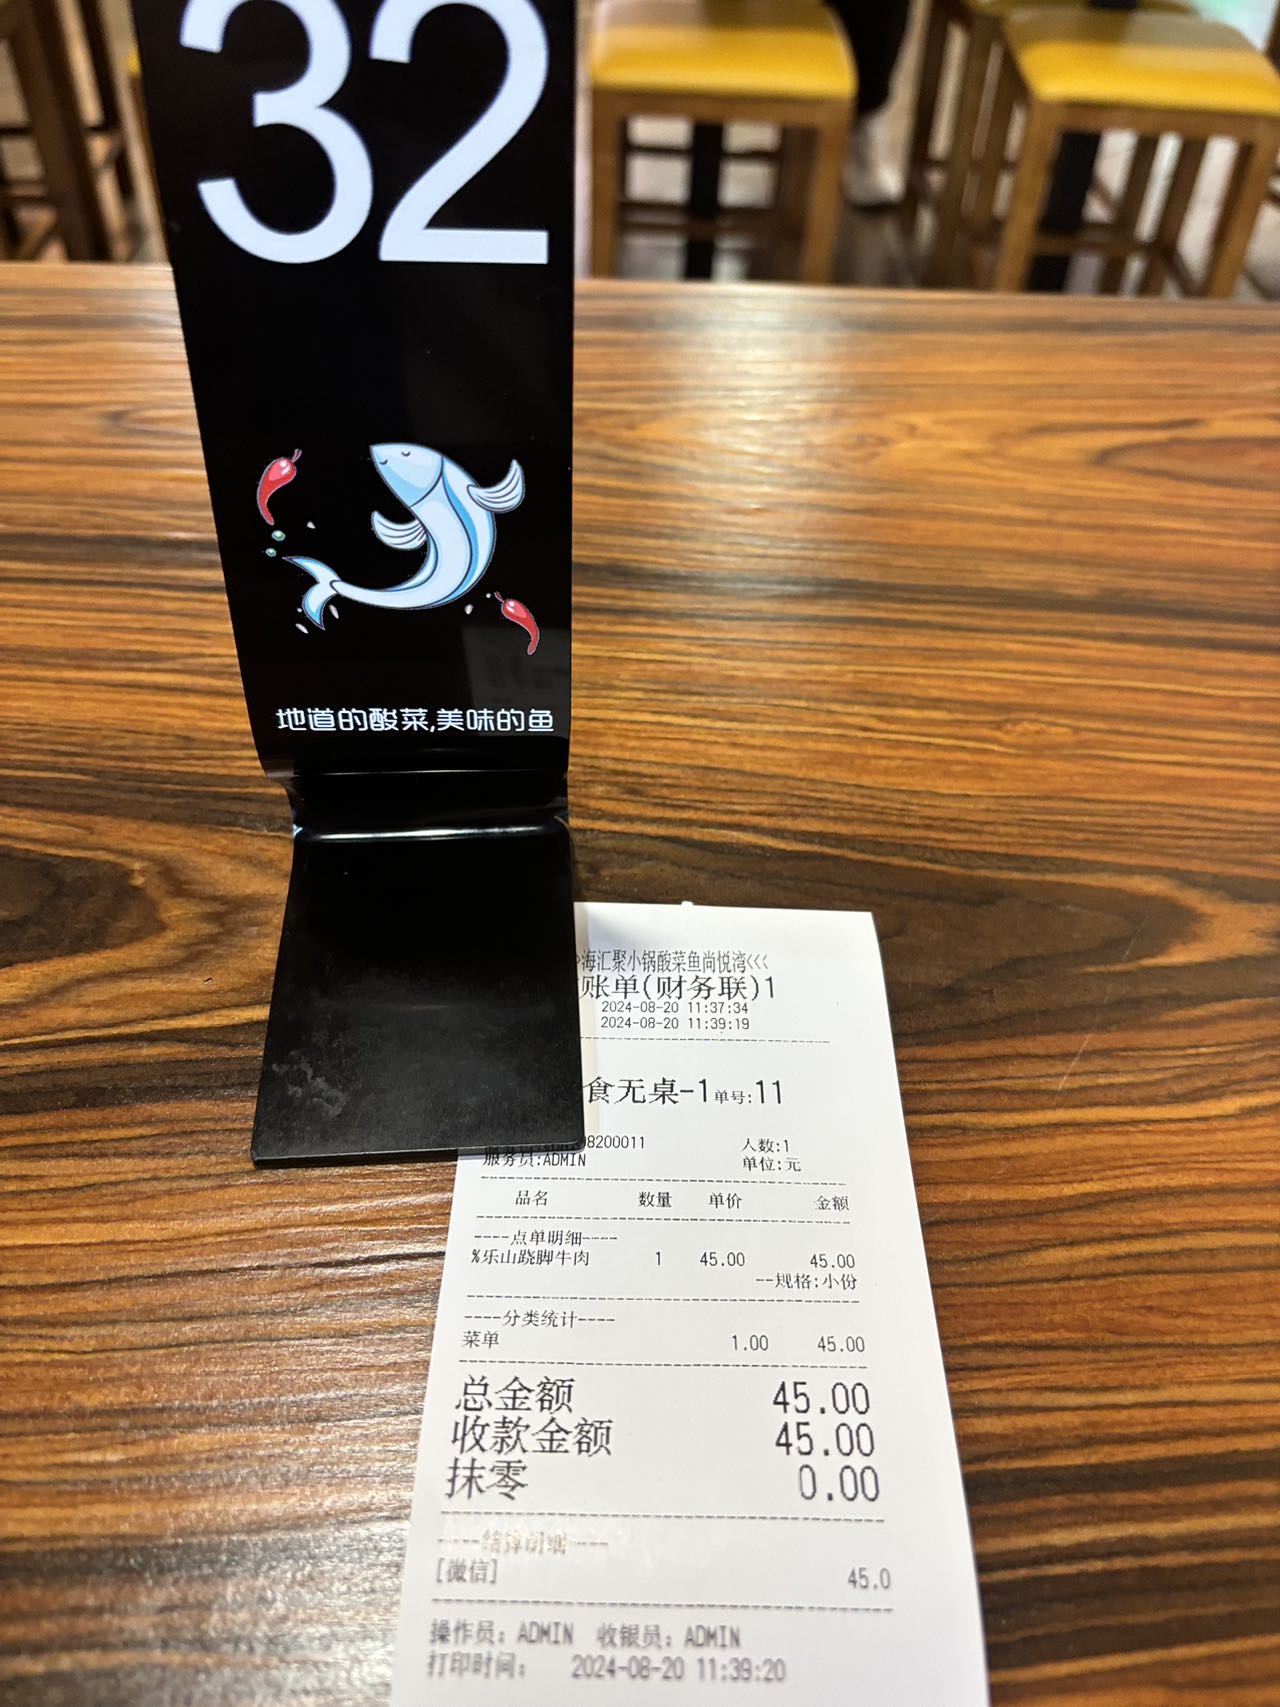 32
地道的酸菜,美味的鱼
海汇聚小锅酸菜鱼尚悦湾<<<
账单(财务联)1
2024-08-20 11:37:34
2024-08-20 11:39:19
食无桌-1单号:11
08200011 人数:1
服务员:ADMIN 单位:元
品名 数量 单价 金额
----点单明细----
%乐山跷脚牛肉 1 45.00 45.00
--规格:小份
----分类统计----
菜单 1.00 45.00
总金额 45.00
收款金额 45.00
抹零 0.00
----结算明细----
[微信] 45.0
操作员: ADMIN 收银员: ADMIN
打印时间: 2024-08-20 11:39:20